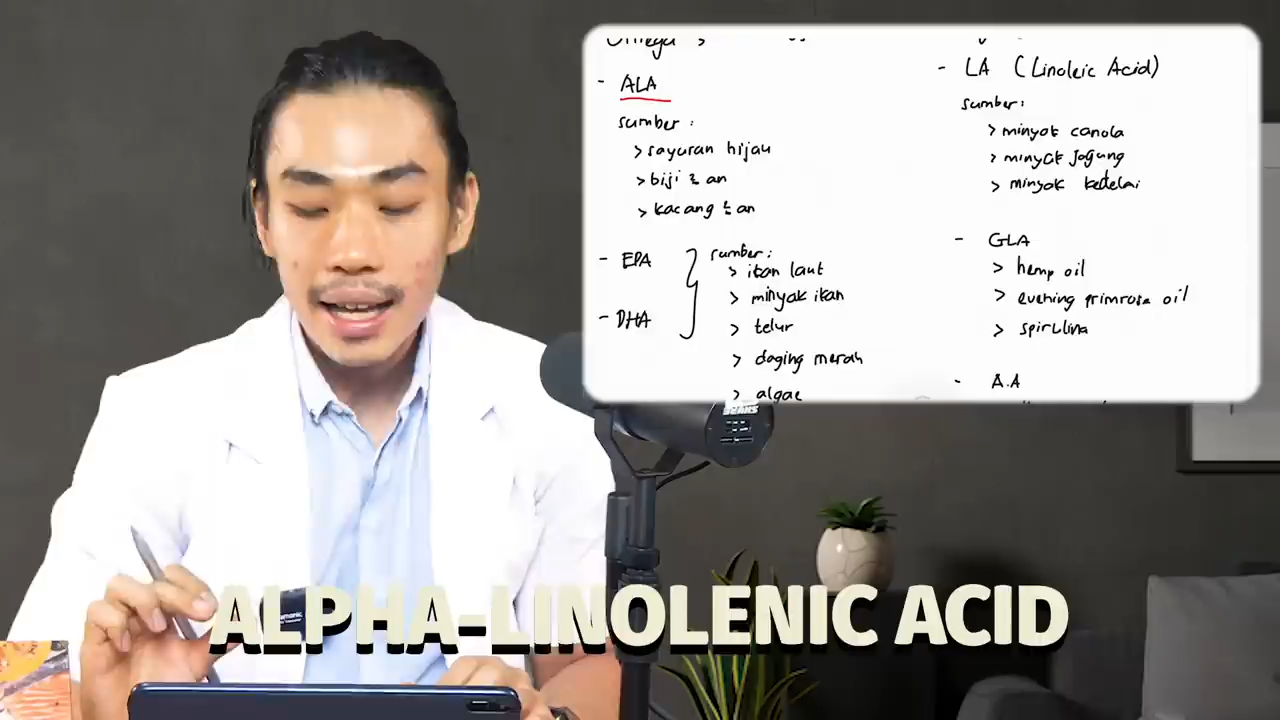 Omega 3
- ALA
sumber :
> sayuran hijau
> biji ² an
> kacang ² an
- EPA
- DHA
sumber :
> ikan laut
> minyak ikan
> telur
> daging merah
> algae
- LA (Linoleic Acid)
sumber :
> minyak canola
> minyak Jagung
> minyak kedelai
- GLA
> hemp oil
> evening primrose oil
> spirulina
- A.A
ALPHA-LINOLENIC ACID